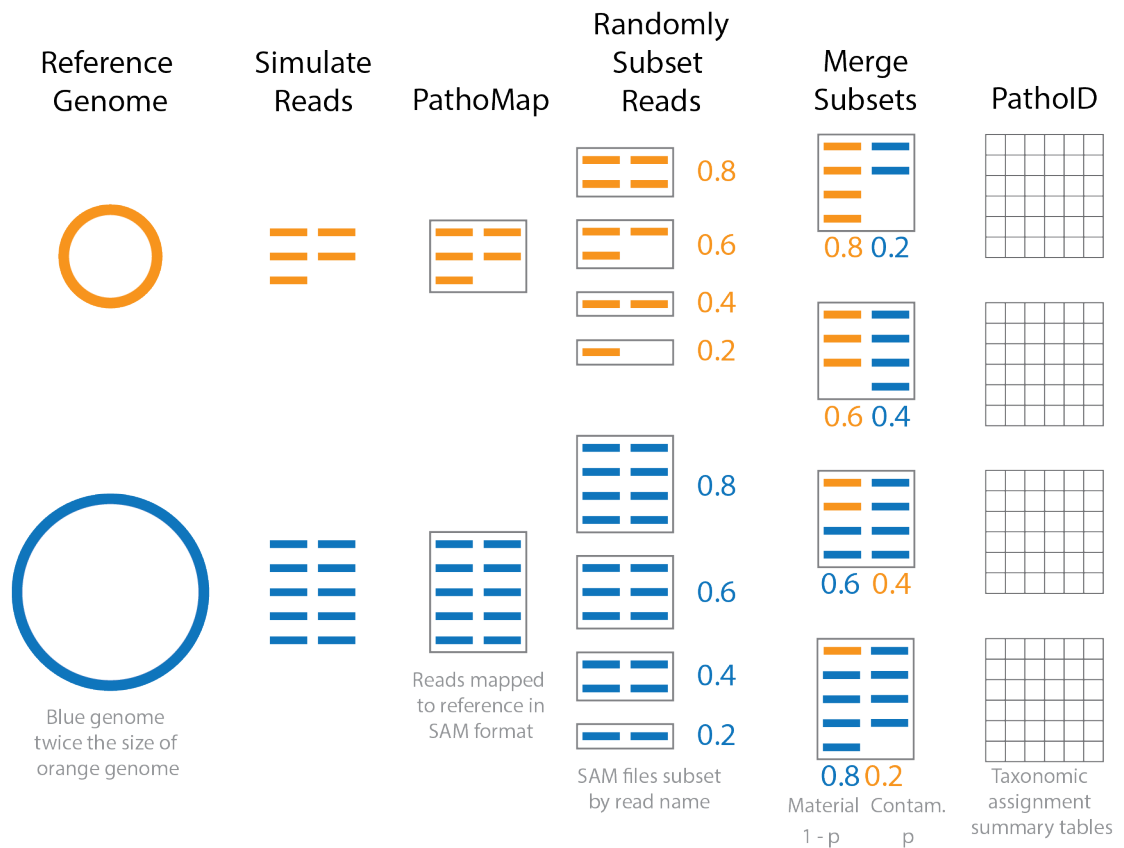 Reference
Genome
Simulate
Reads
PathoMap
Randomly
Subset
Reads
Merge
Subsets
PathoID
0.8
0.6
0.4
0.2
0.8 0.2
0.6 0.4
0.8
0.6
0.4
0.2
0.6 0.4
0.8 0.2
Blue genome
twice the size of
orange genome
Reads mapped
to reference in
SAM format
SAM files subset
by read name
Material Contam.
1 - p p
Taxonomic
assignment
summary tables